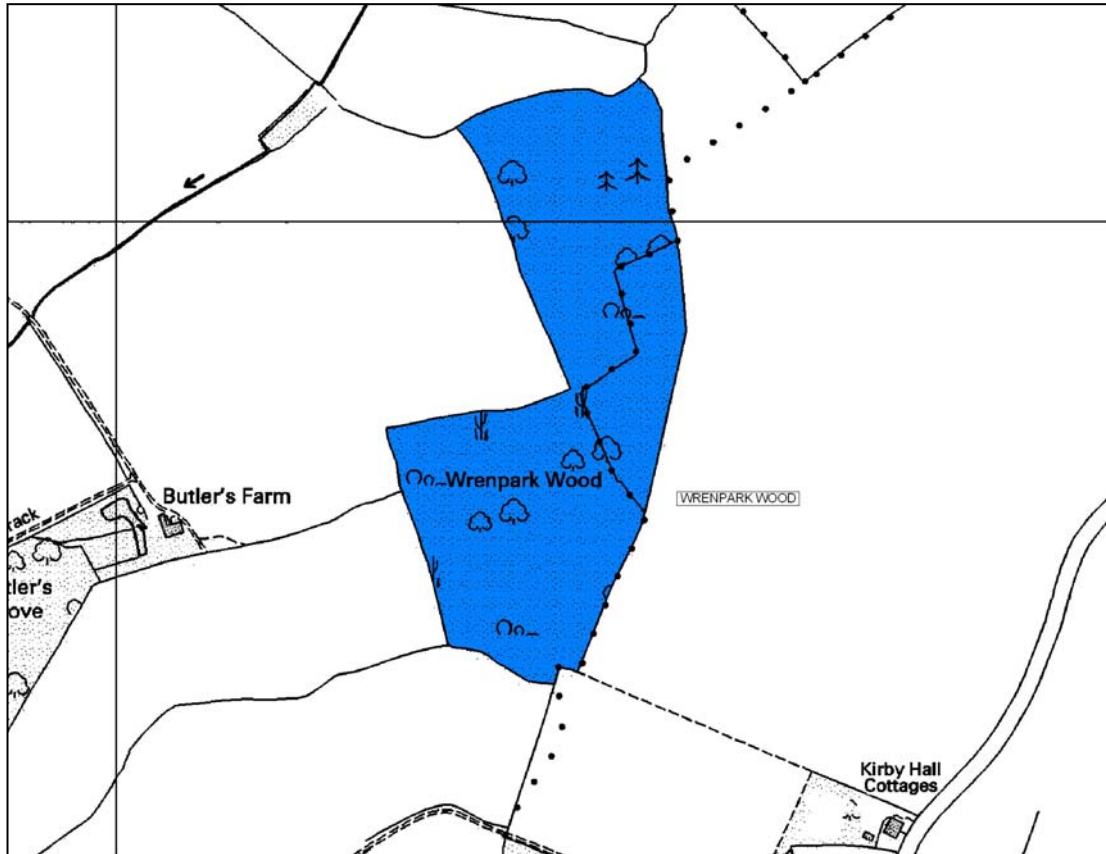 Wrenpark Wood
WRENPARK WOOD
Butler's Farm
rack
tler's
ove
Kirby Hall
Cottages